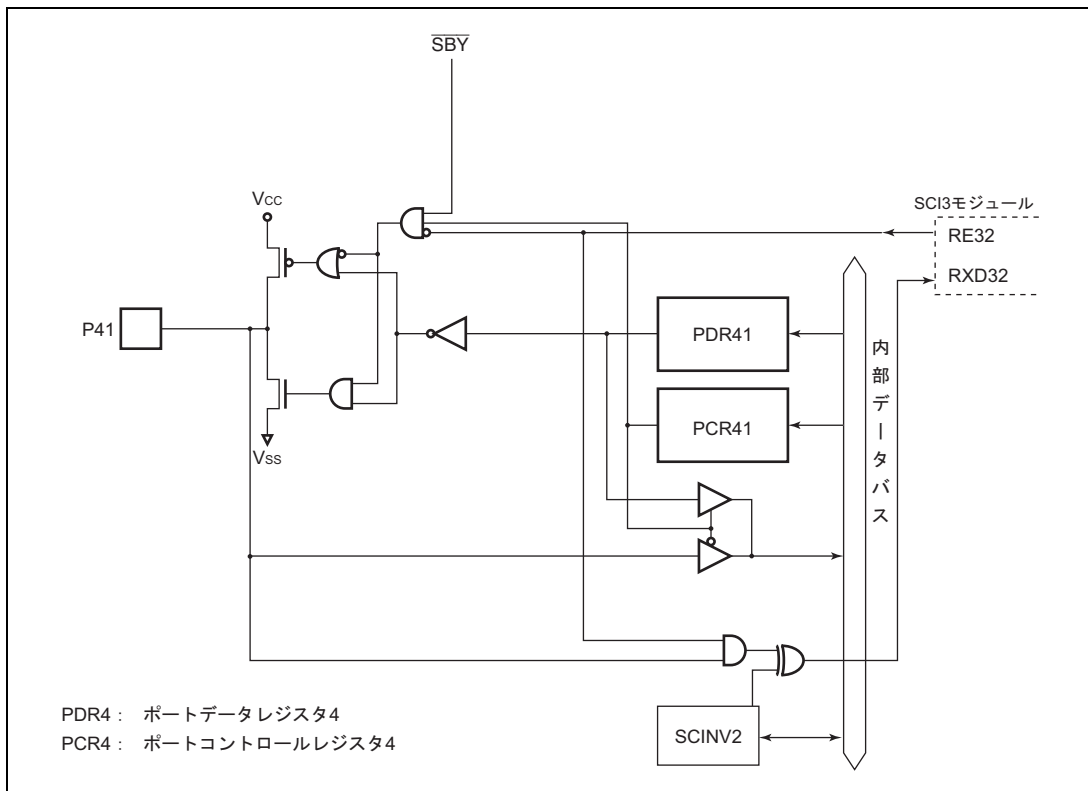 S̅B̅Y̅
VCC
SCI3モジュール
RE32
RXD32
P41
PDR41
内部データバス
PCR41
VSS
PDR4: ポートデータレジスタ4
PCR4: ポートコントロールレジスタ4
SCINV2